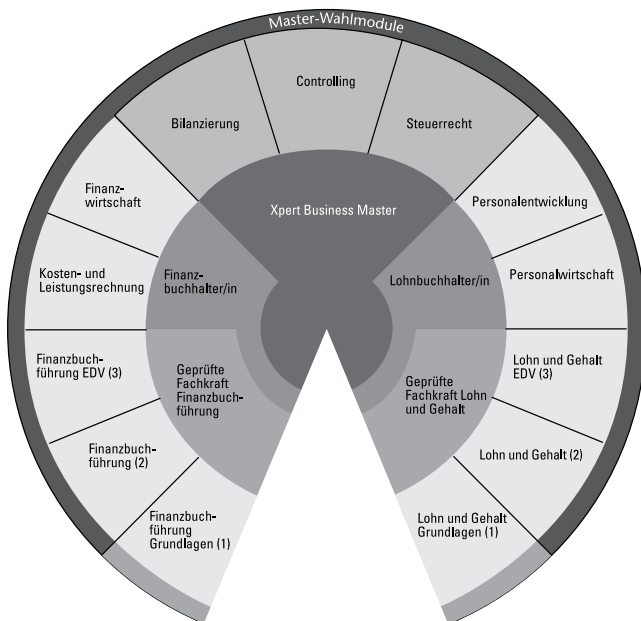 Master-Wahlmodule
Controlling
Bilanzierung
Steuerrecht
Finanz-
wirtschaft
Personalentwicklung
Xpert Business Master
Kosten- und
Leistungsrechnung
Finanz-
buchhalter/in
Lohnbuchhalter/in
Personalwirtschaft
Finanzbuch-
führung EDV (3)
Geprüfte
Fachkraft
Finanzbuch-
führung
Geprüfte
Fachkraft Lohn
und Gehalt
Lohn und Gehalt
EDV (3)
Finanzbuch-
führung (2)
Lohn und Gehalt (2)
Finanzbuch-
führung
Grundlagen (1)
Lohn und Gehalt
Grundlagen (1)